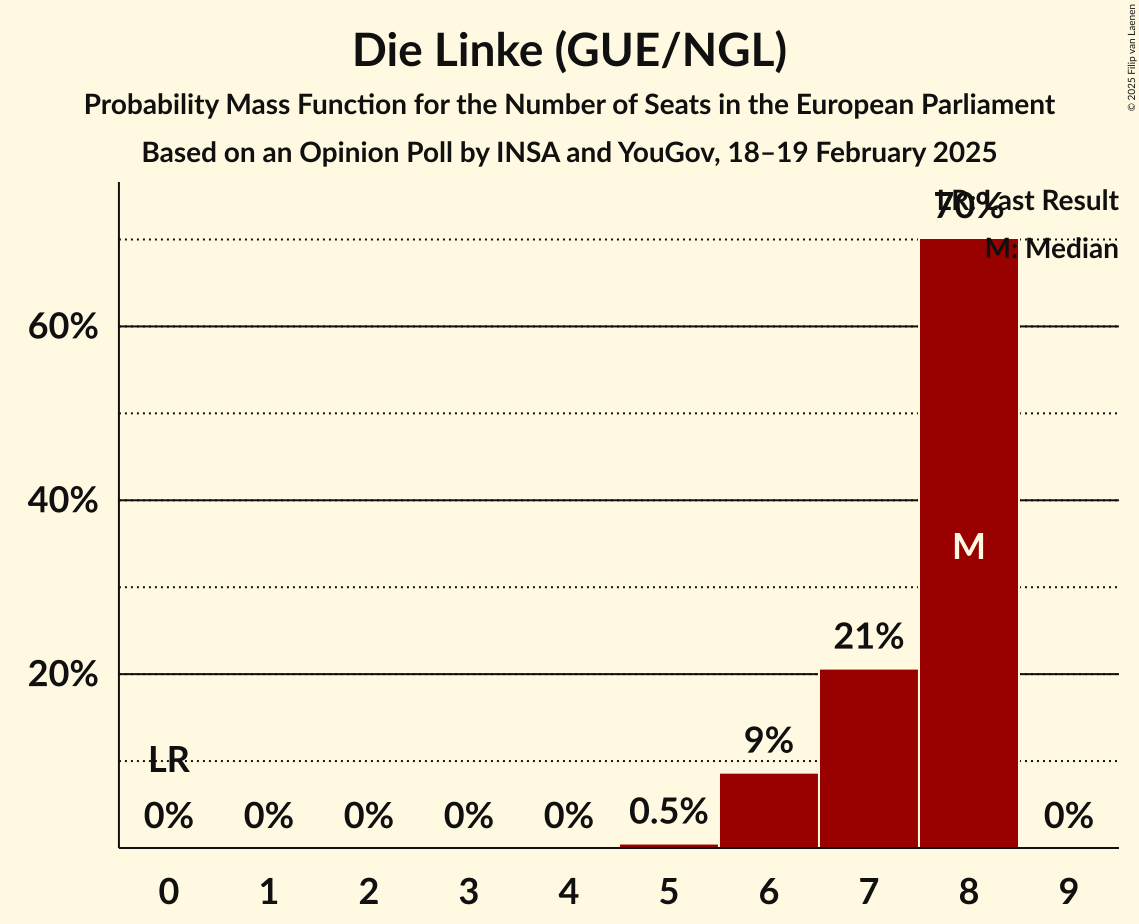 Die Linke (GUE/NGL)
Probability Mass Function for the Number of Seats in the European Parliament
Based on an Opinion Poll by INSA and YouGov, 18–19 February 2025
© 2025 Filip van Laenen
LR: Last Result
M: Median
70%
60%
40%
20%
M
21%
9%
LR
0%
0%
0%
0%
0%
0.5%
0%
0
1
2
3
4
5
6
7
8
9